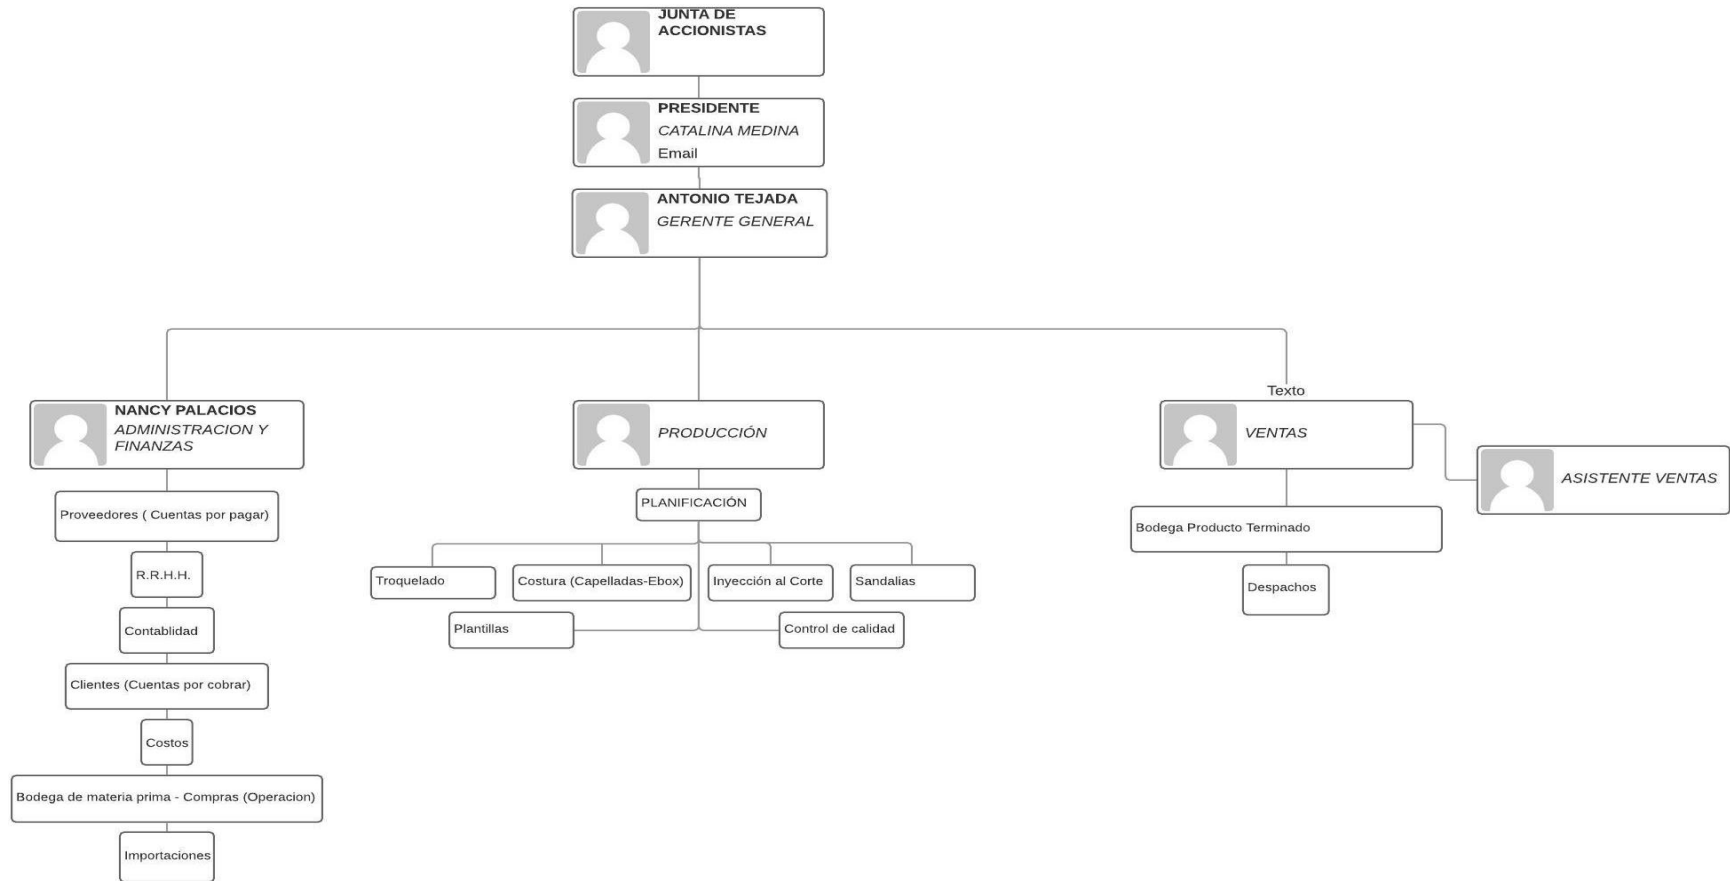 JUNTA DE
ACCIONISTAS
PRESIDENTE
CATALINA MEDINA
Email
ANTONIO TEJADA
GERENTE GENERAL
NANCY PALACIOS
ADMINISTRACION Y
FINANZAS
Proveedores ( Cuentas por pagar)
R.R.H.H.
Contablidad
Clientes (Cuentas por cobrar)
Costos
Bodega de materia prima - Compras (Operacion)
Importaciones
PRODUCCIÓN
PLANIFICACIÓN
Troquelado
Costura (Capelladas-Ebox)
Inyección al Corte
Sandalias
Plantillas
Control de calidad
Texto
VENTAS
ASISTENTE VENTAS
Bodega Producto Terminado
Despachos